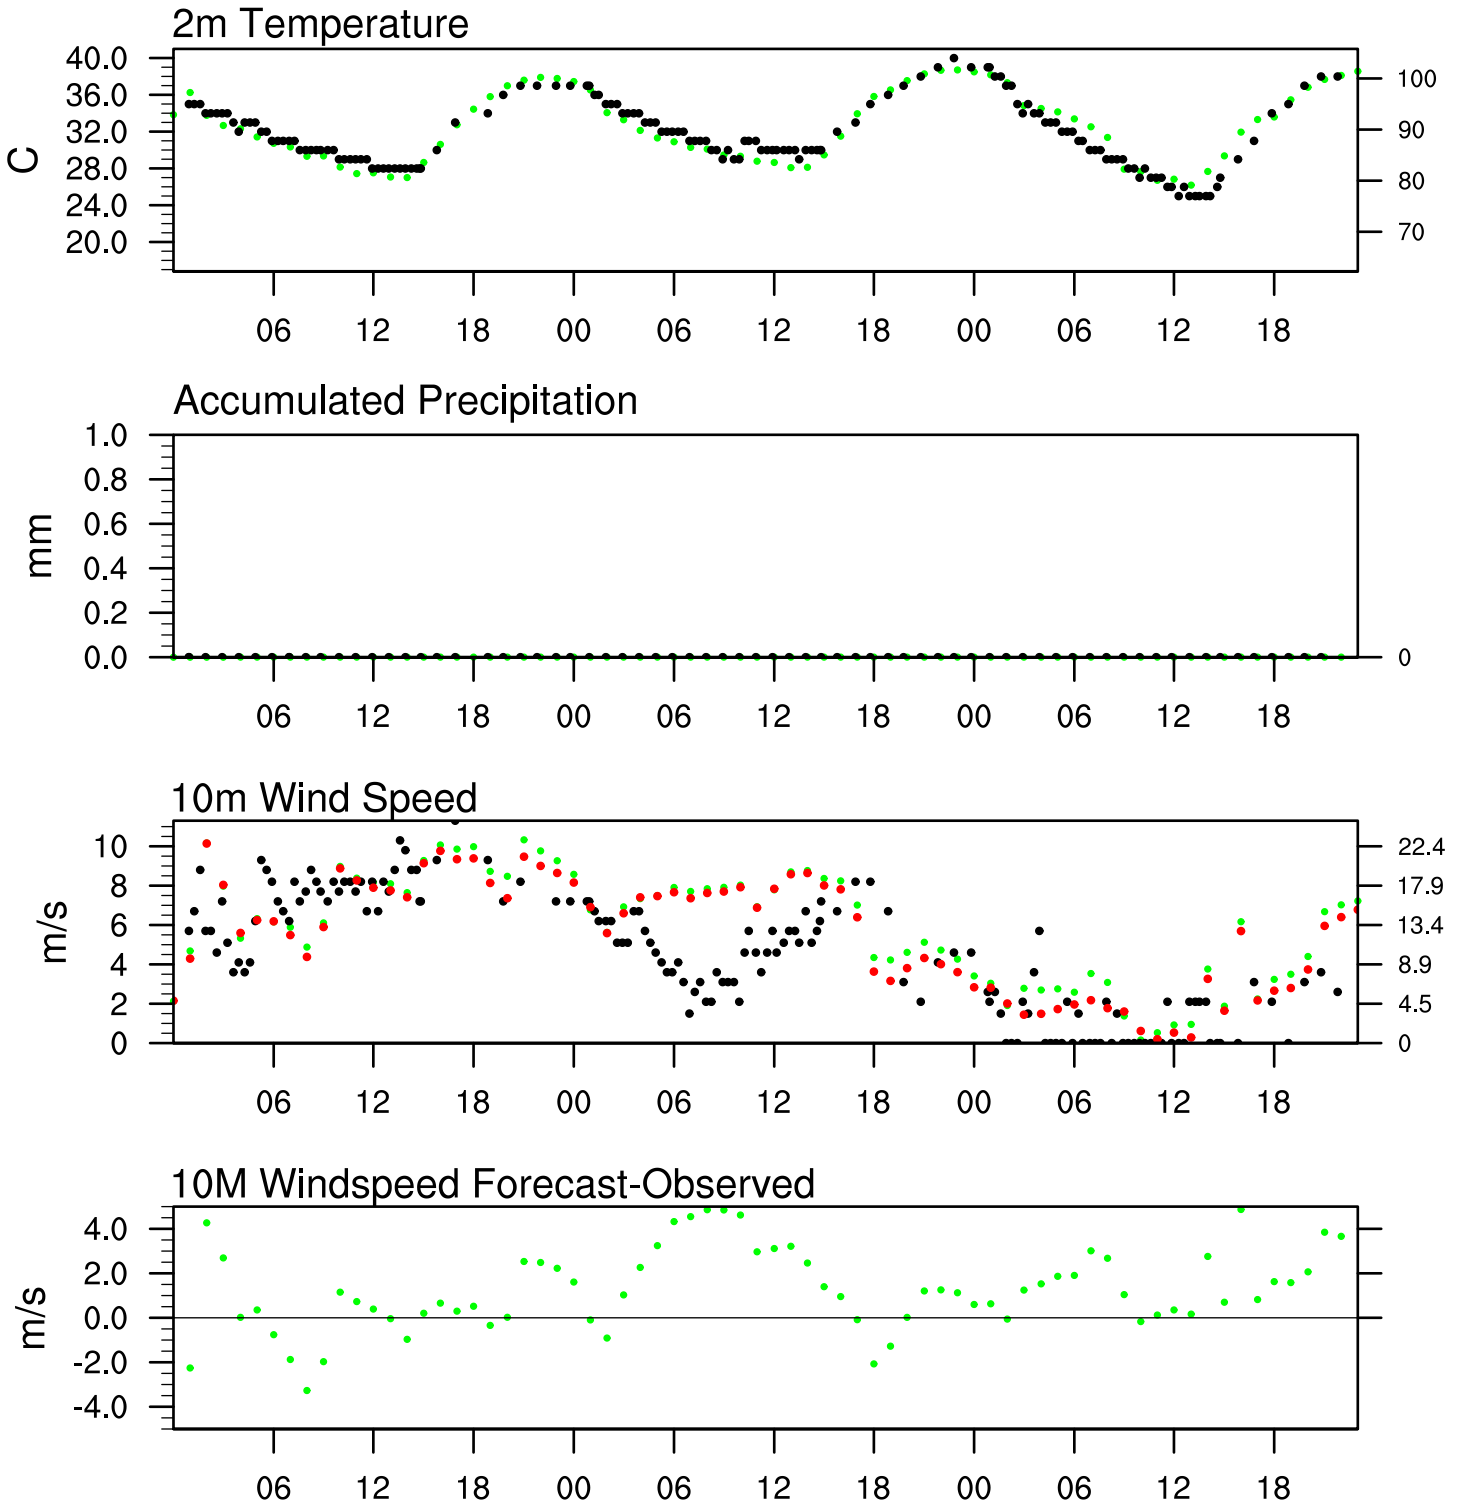 2m Temperature
40.0
36.0
32.0
28.0
24.0
20.0
C
100
90
80
70
06 12 18 00 06 12 18 00 06 12 18
Accumulated Precipitation
1.0
0.8
0.6
0.4
0.2
0.0
mm
0
06 12 18 00 06 12 18 00 06 12 18
10m Wind Speed
10
8
6
4
2
0
m/s
22.4
17.9
13.4
8.9
4.5
0
06 12 18 00 06 12 18 00 06 12 18
10M Windspeed Forecast-Observed
4.0
2.0
0.0
-2.0
-4.0
m/s
06 12 18 00 06 12 18 00 06 12 18